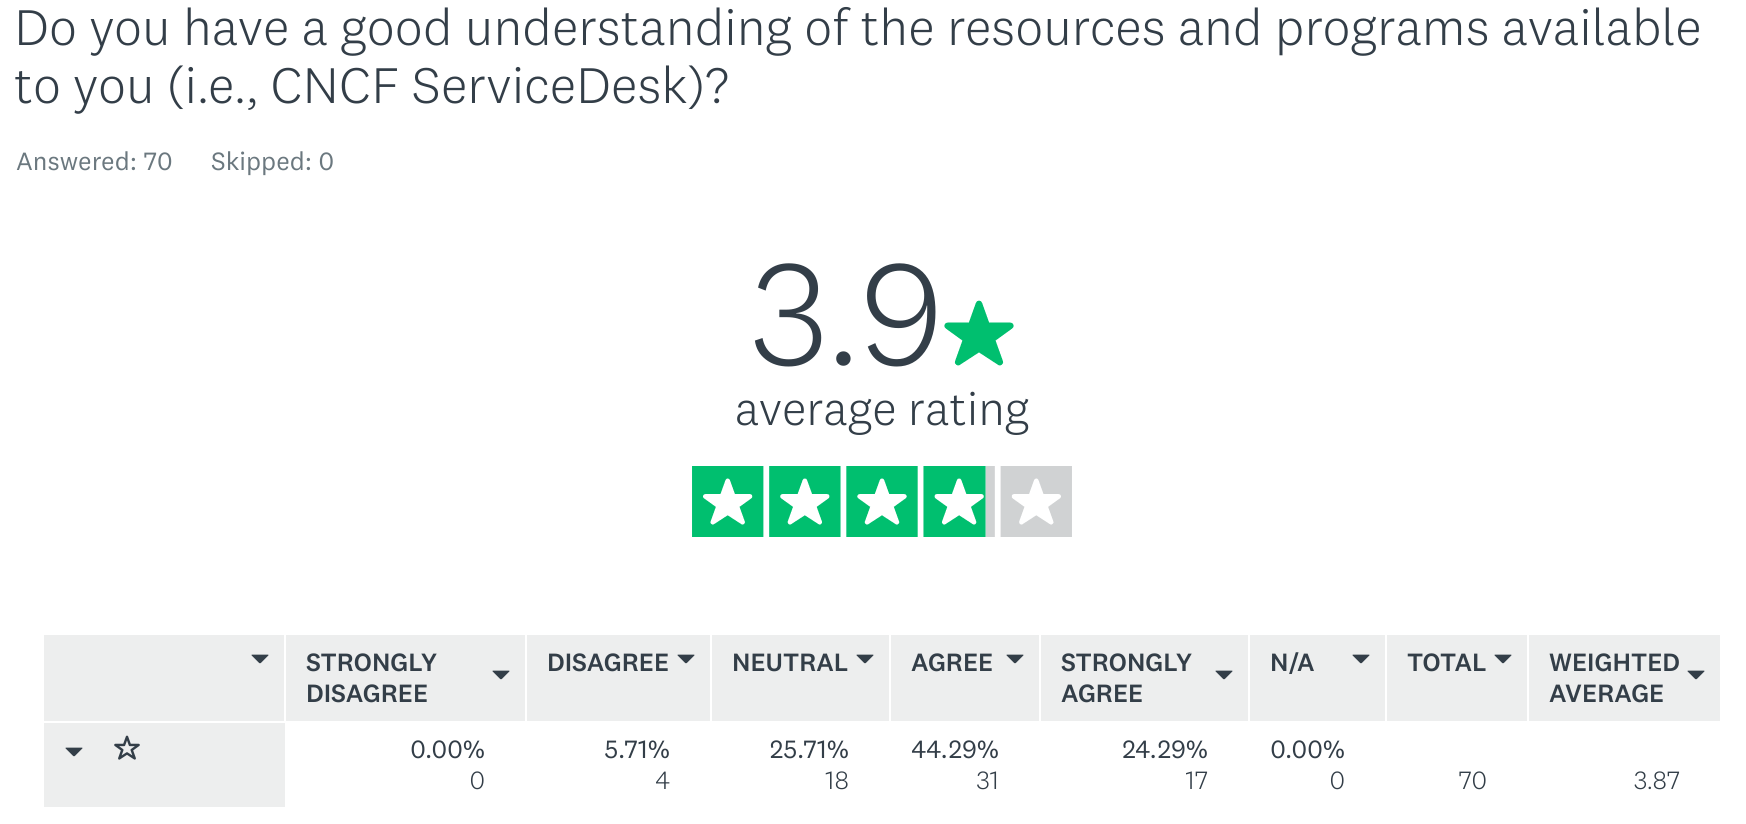 Do you have a good understanding of the resources and programs available
to you (i.e., CNCF ServiceDesk)?
Answered: 70 Skipped: 0
3.9
average rating
STRONGLY DISAGREE NEUTRAL AGREE STRONGLY N/A TOTAL WEIGHTED
DISAGREE AGREE AVERAGE
0.00% 5.71% 25.71% 44.29% 24.29% 0.00%
0 4 18 31 17 0 70 3.87